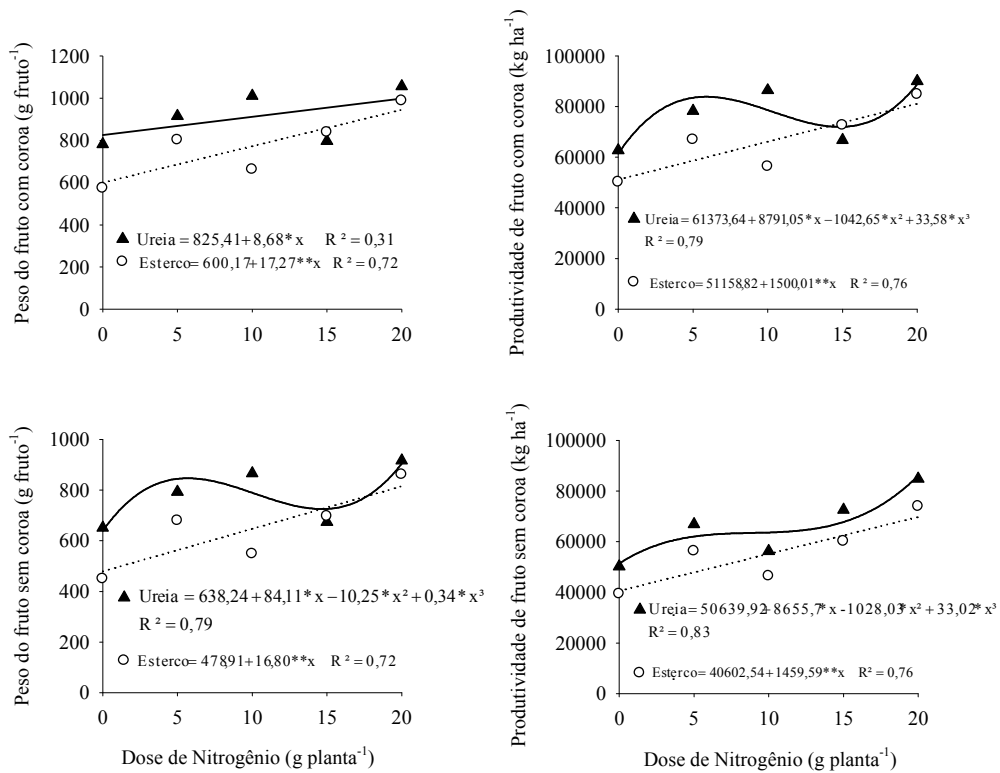 Peso do fruto com coroa (g fruto⁻¹)
1200
1000
800
600
400
200
0
Ureia = 825,41+8,68* x R ² = 0,31
Esterco= 600,17+17,27**x R ² = 0,72
0 5 10 15 20
Produtividade de fruto com coroa (kg ha⁻¹)
100000
80000
60000
40000
20000
0
Ureia = 61373,64+8791,05* x –1042,65* x² +33,58* x³
R ² = 0,79
Esterco= 51158,82+1500,01**x R ² = 0,76
0 5 10 15 20
Peso do fruto sem coroa (g fruto⁻¹)
1000
800
600
400
200
0
Ureia = 638,24+84,11* x –10,25* x² +0,34* x³
R ² = 0,79
Esterco= 478,91+16,80**x R ² = 0,72
0 5 10 15 20
Dose de Nitrogênio (g planta⁻¹)
Produtividade de fruto sem coroa (kg ha⁻¹)
100000
80000
60000
40000
20000
0
Ureia= 50639,92+8655,7* x -1028,03* x² +33,02* x³
R² = 0,83
Esterco= 40602,54+1459,59**x R² = 0,76
0 5 10 15 20
Dose de Nitrogênio (g planta⁻¹)